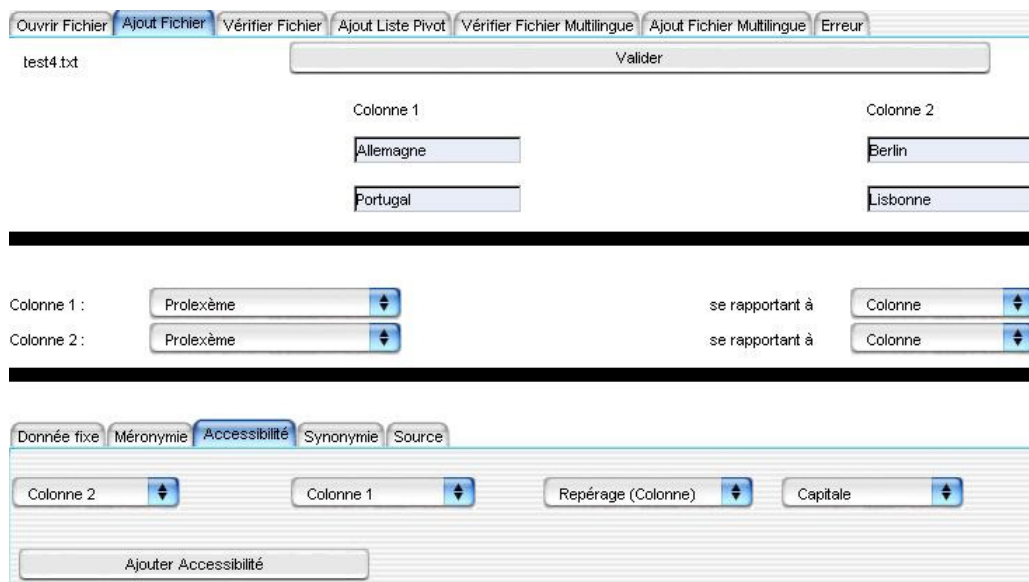 Ouvrir Fichier Ajout Fichier Vérifier Fichier Ajout Liste Pivot Vérifier Fichier Multilingue Ajout Fichier Multilingue Erreur
test4.txt Valider
Colonne 1 Colonne 2
Allemagne Berlin
Portugal Lisbonne
Colonne 1 : Prolexème se rapportant à Colonne
Colonne 2 : Prolexème se rapportant à Colonne
Donnée fixe Méronymie Accessibilité Synonymie Source
Colonne 2 Colonne 1 Repérage (Colonne) Capitale
Ajouter Accessibilité